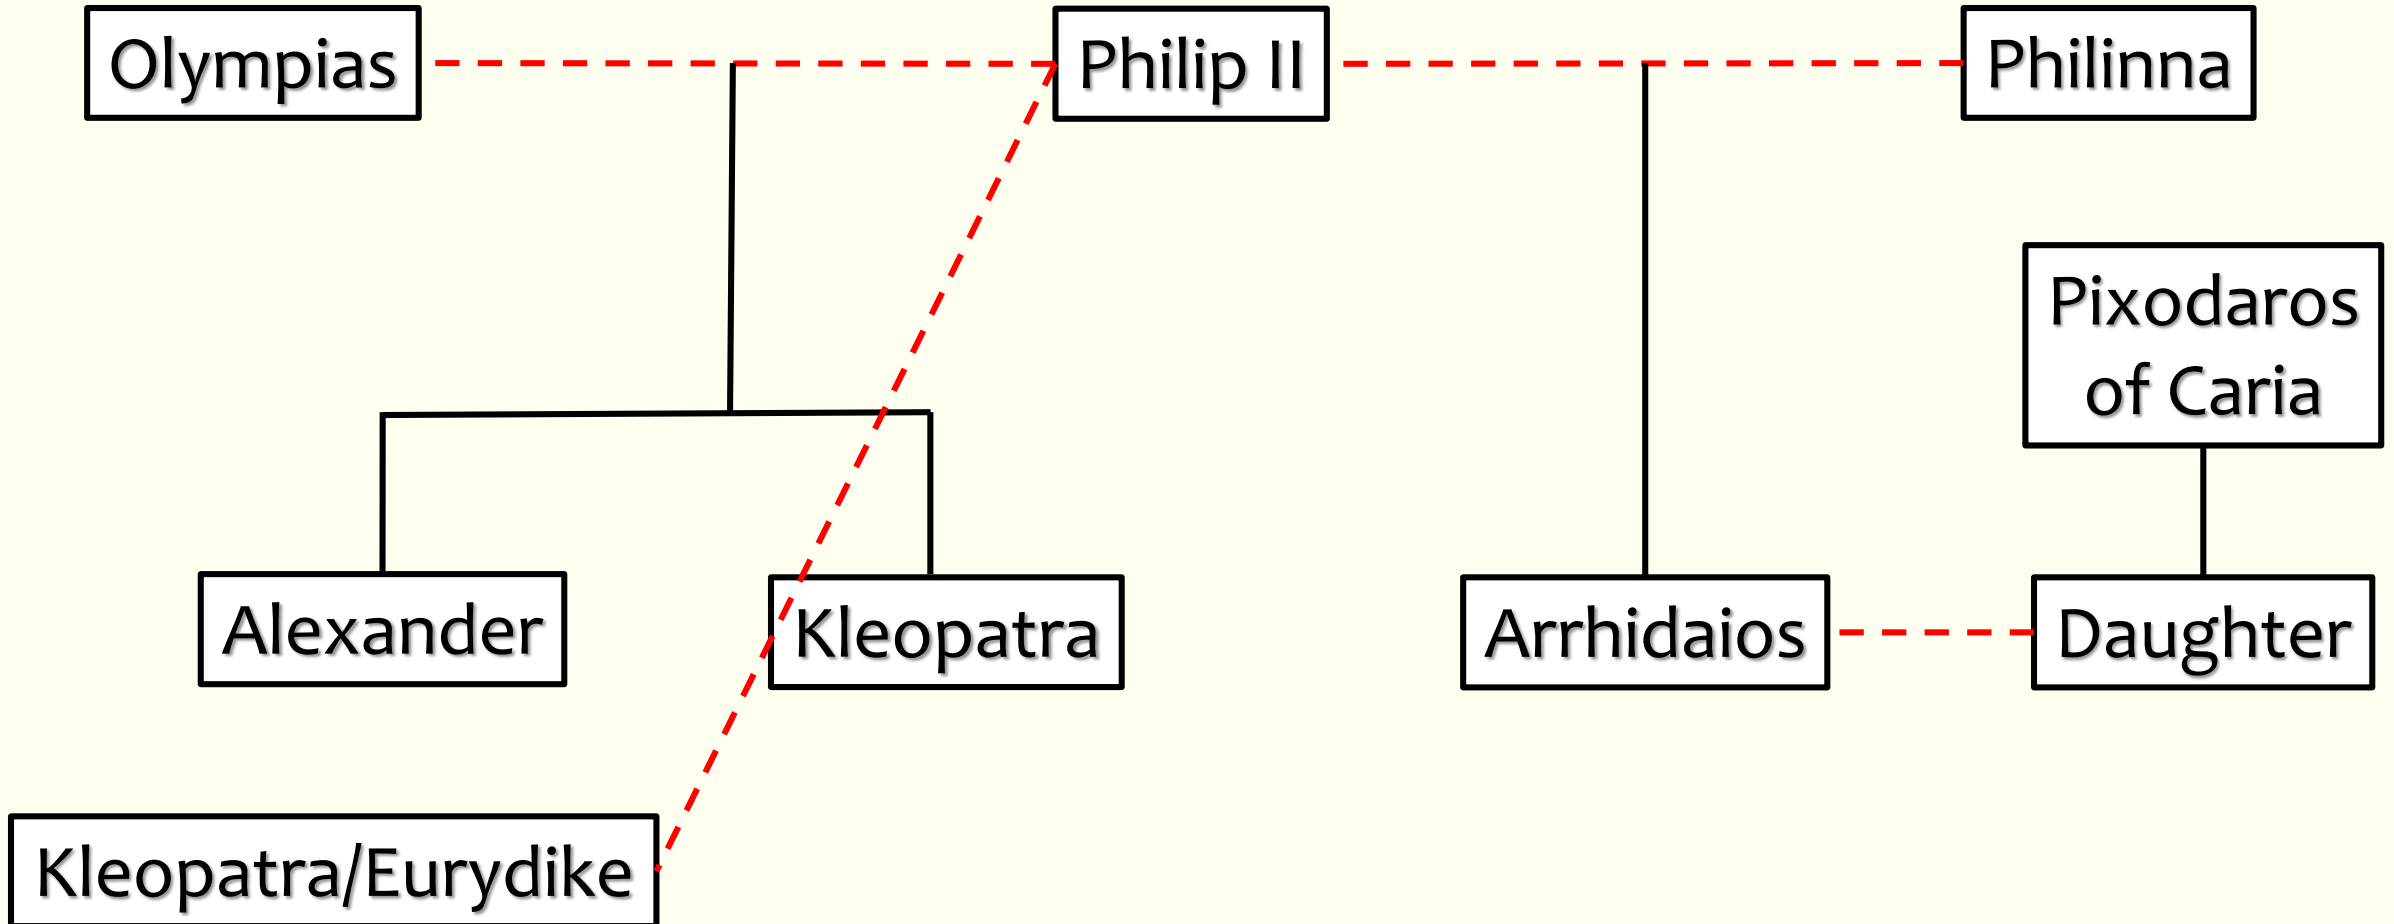 Olympias
Philip II
Philinna
Pixodaros
of Caria
Alexander
Kleopatra
Arrhidaios
Daughter
Kleopatra/Eurydike